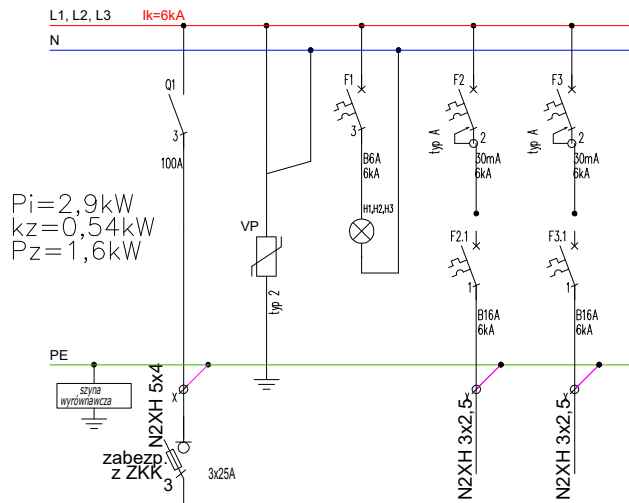 L1, L2, L3
Ik=6kA
N
Q1
3
100A
F1
3
B6A
6kA
H1,H2,H3
F2
typ A
2
30mA
6kA
F3
typ A
2
30mA
6kA
Pi=2,9kW
kz=0,54kW
Pz=1,6kW
VP
typ 2
F2.1
1
B16A
6kA
F3.1
1
B16A
6kA
PE
szyna
wyrównawcza
x
N2XH 5x4
x
N2XH 3x2,5
x
N2XH 3x2,5
zabezp.
z ZKK
3
3x25A